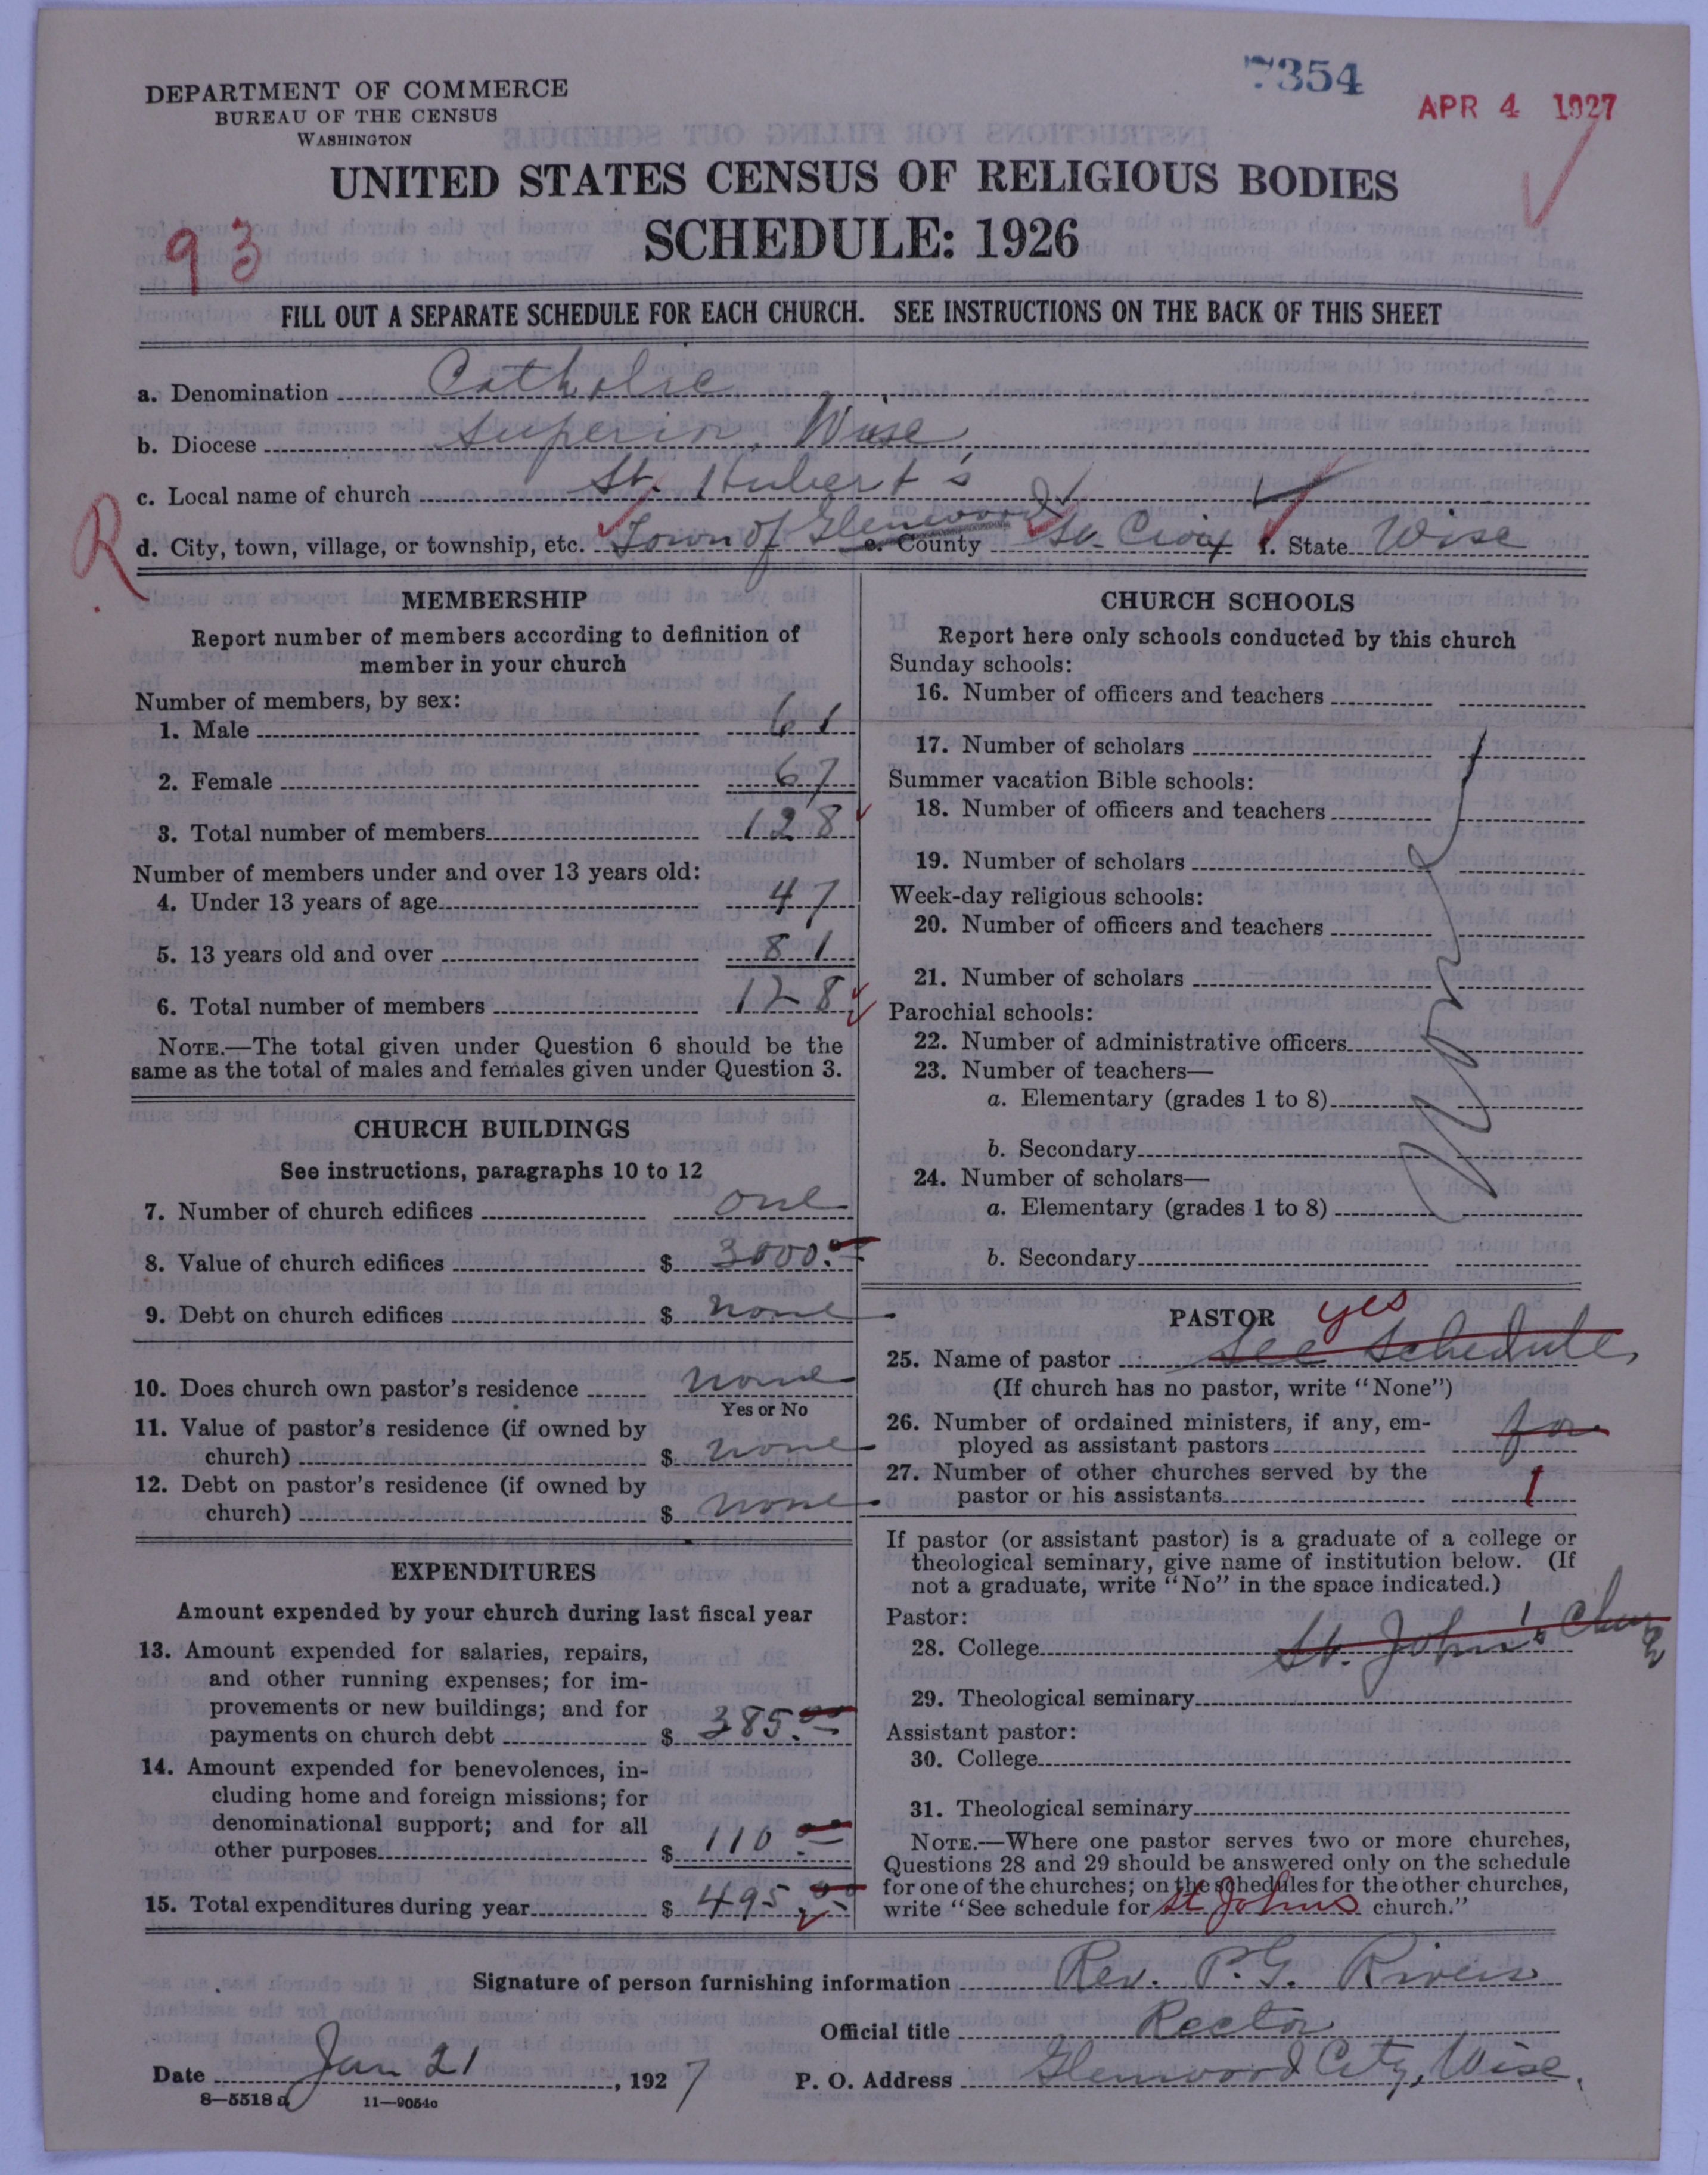 7354
APR 4 1927
DEPARTMENT OF COMMERCE
BUREAU OF THE CENSUS
WASHINGTON
UNITED STATES CENSUS OF RELIGIOUS BODIES
SCHEDULE: 1926
93
FILL OUT A SEPARATE SCHEDULE FOR EACH CHURCH. SEE INSTRUCTIONS ON THE BACK OF THIS SHEET
a. Denomination Catholic
b. Diocese Superior, Wise,
c. Local name of church St. Hubert's
R
d. City, town, village, or township, etc. Town of Glenwood e. County St. Croix f. State Wise
MEMBERSHIP
Report number of members according to definition of
member in your church
Number of members, by sex:
1. Male 61
2. Female 67
3. Total number of members 128
Number of members under and over 13 years old:
4. Under 13 years of age 47
5. 13 years old and over 81
6. Total number of members 128
NOTE.—The total given under Question 6 should be the
same as the total of males and females given under Question 3.
CHURCH BUILDINGS
See instructions, paragraphs 10 to 12
7. Number of church edifices one
8. Value of church edifices $ 3000.00
9. Debt on church edifices $ none
10. Does church own pastor's residence none
Yes or No
11. Value of pastor's residence (if owned by
church) $ none
12. Debt on pastor's residence (if owned by
church) $ none
EXPENDITURES
Amount expended by your church during last fiscal year
13. Amount expended for salaries, repairs,
and other running expenses; for im-
provements or new buildings; and for
payments on church debt $ 385.00
14. Amount expended for benevolences, in-
cluding home and foreign missions; for
denominational support; and for all
other purposes $ 110.00
15. Total expenditures during year $ 495.00
CHURCH SCHOOLS
Report here only schools conducted by this church
Sunday schools:
16. Number of officers and teachers
17. Number of scholars
Summer vacation Bible schools:
18. Number of officers and teachers
19. Number of scholars
Week-day religious schools:
20. Number of officers and teachers
21. Number of scholars
Parochial schools:
22. Number of administrative officers
23. Number of teachers—
a. Elementary (grades 1 to 8)
b. Secondary
24. Number of scholars—
a. Elementary (grades 1 to 8)
b. Secondary
None
PASTOR yes
25. Name of pastor See Schedule
(If church has no pastor, write "None")
26. Number of ordained ministers, if any, em-
ployed as assistant pastors for
27. Number of other churches served by the
pastor or his assistants 1
If pastor (or assistant pastor) is a graduate of a college or
theological seminary, give name of institution below. (If
not a graduate, write "No" in the space indicated.)
Pastor:
28. College St. John's
29. Theological seminary
Assistant pastor:
30. College
31. Theological seminary
NOTE.—Where one pastor serves two or more churches,
Questions 28 and 29 should be answered only on the schedule
for one of the churches; on the schedules for the other churches,
write "See schedule for St Johns church."
Signature of person furnishing information Rev. P. G. Rivers
Official title Rector
Date Jan 21, 1927 P. O. Address Glenwood City, Wise.
8—5518a 11—9054c